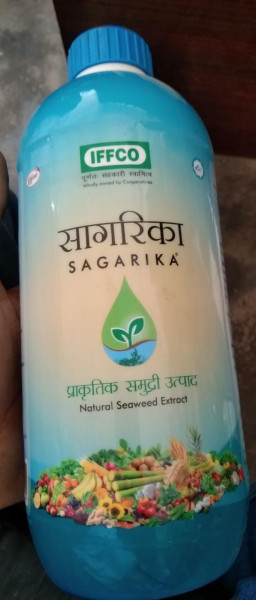 IFFCO
पूर्णतः सहकारी स्वामित्व
Wholly owned by Cooperatives
सागरिका
SAGARIKA
प्राकृतिक समुद्री उत्पाद
Natural Seaweed Extract